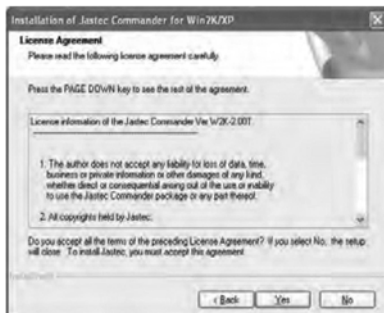 Installation of Jastec Commander for Win2K/XP
License Agreement
Please read the following license agreement carefully.
Press the PAGE DOWN key to see the rest of the agreement.
License information of the Jastec Commander Ver W2K-2.00T
1. The author does not accept any liability for loss of data, time,
business or private information or other damages of any kind,
whether direct or consequential arising out of the use or inability
to use the Jastec Commander package or any part thereof.
2. All copyrights held by Jastec.
Do you accept all the terms of the preceding License Agreement? If you select No, the setup
will close. To install Jastec, you must accept this agreement.
< Back
Yes
No